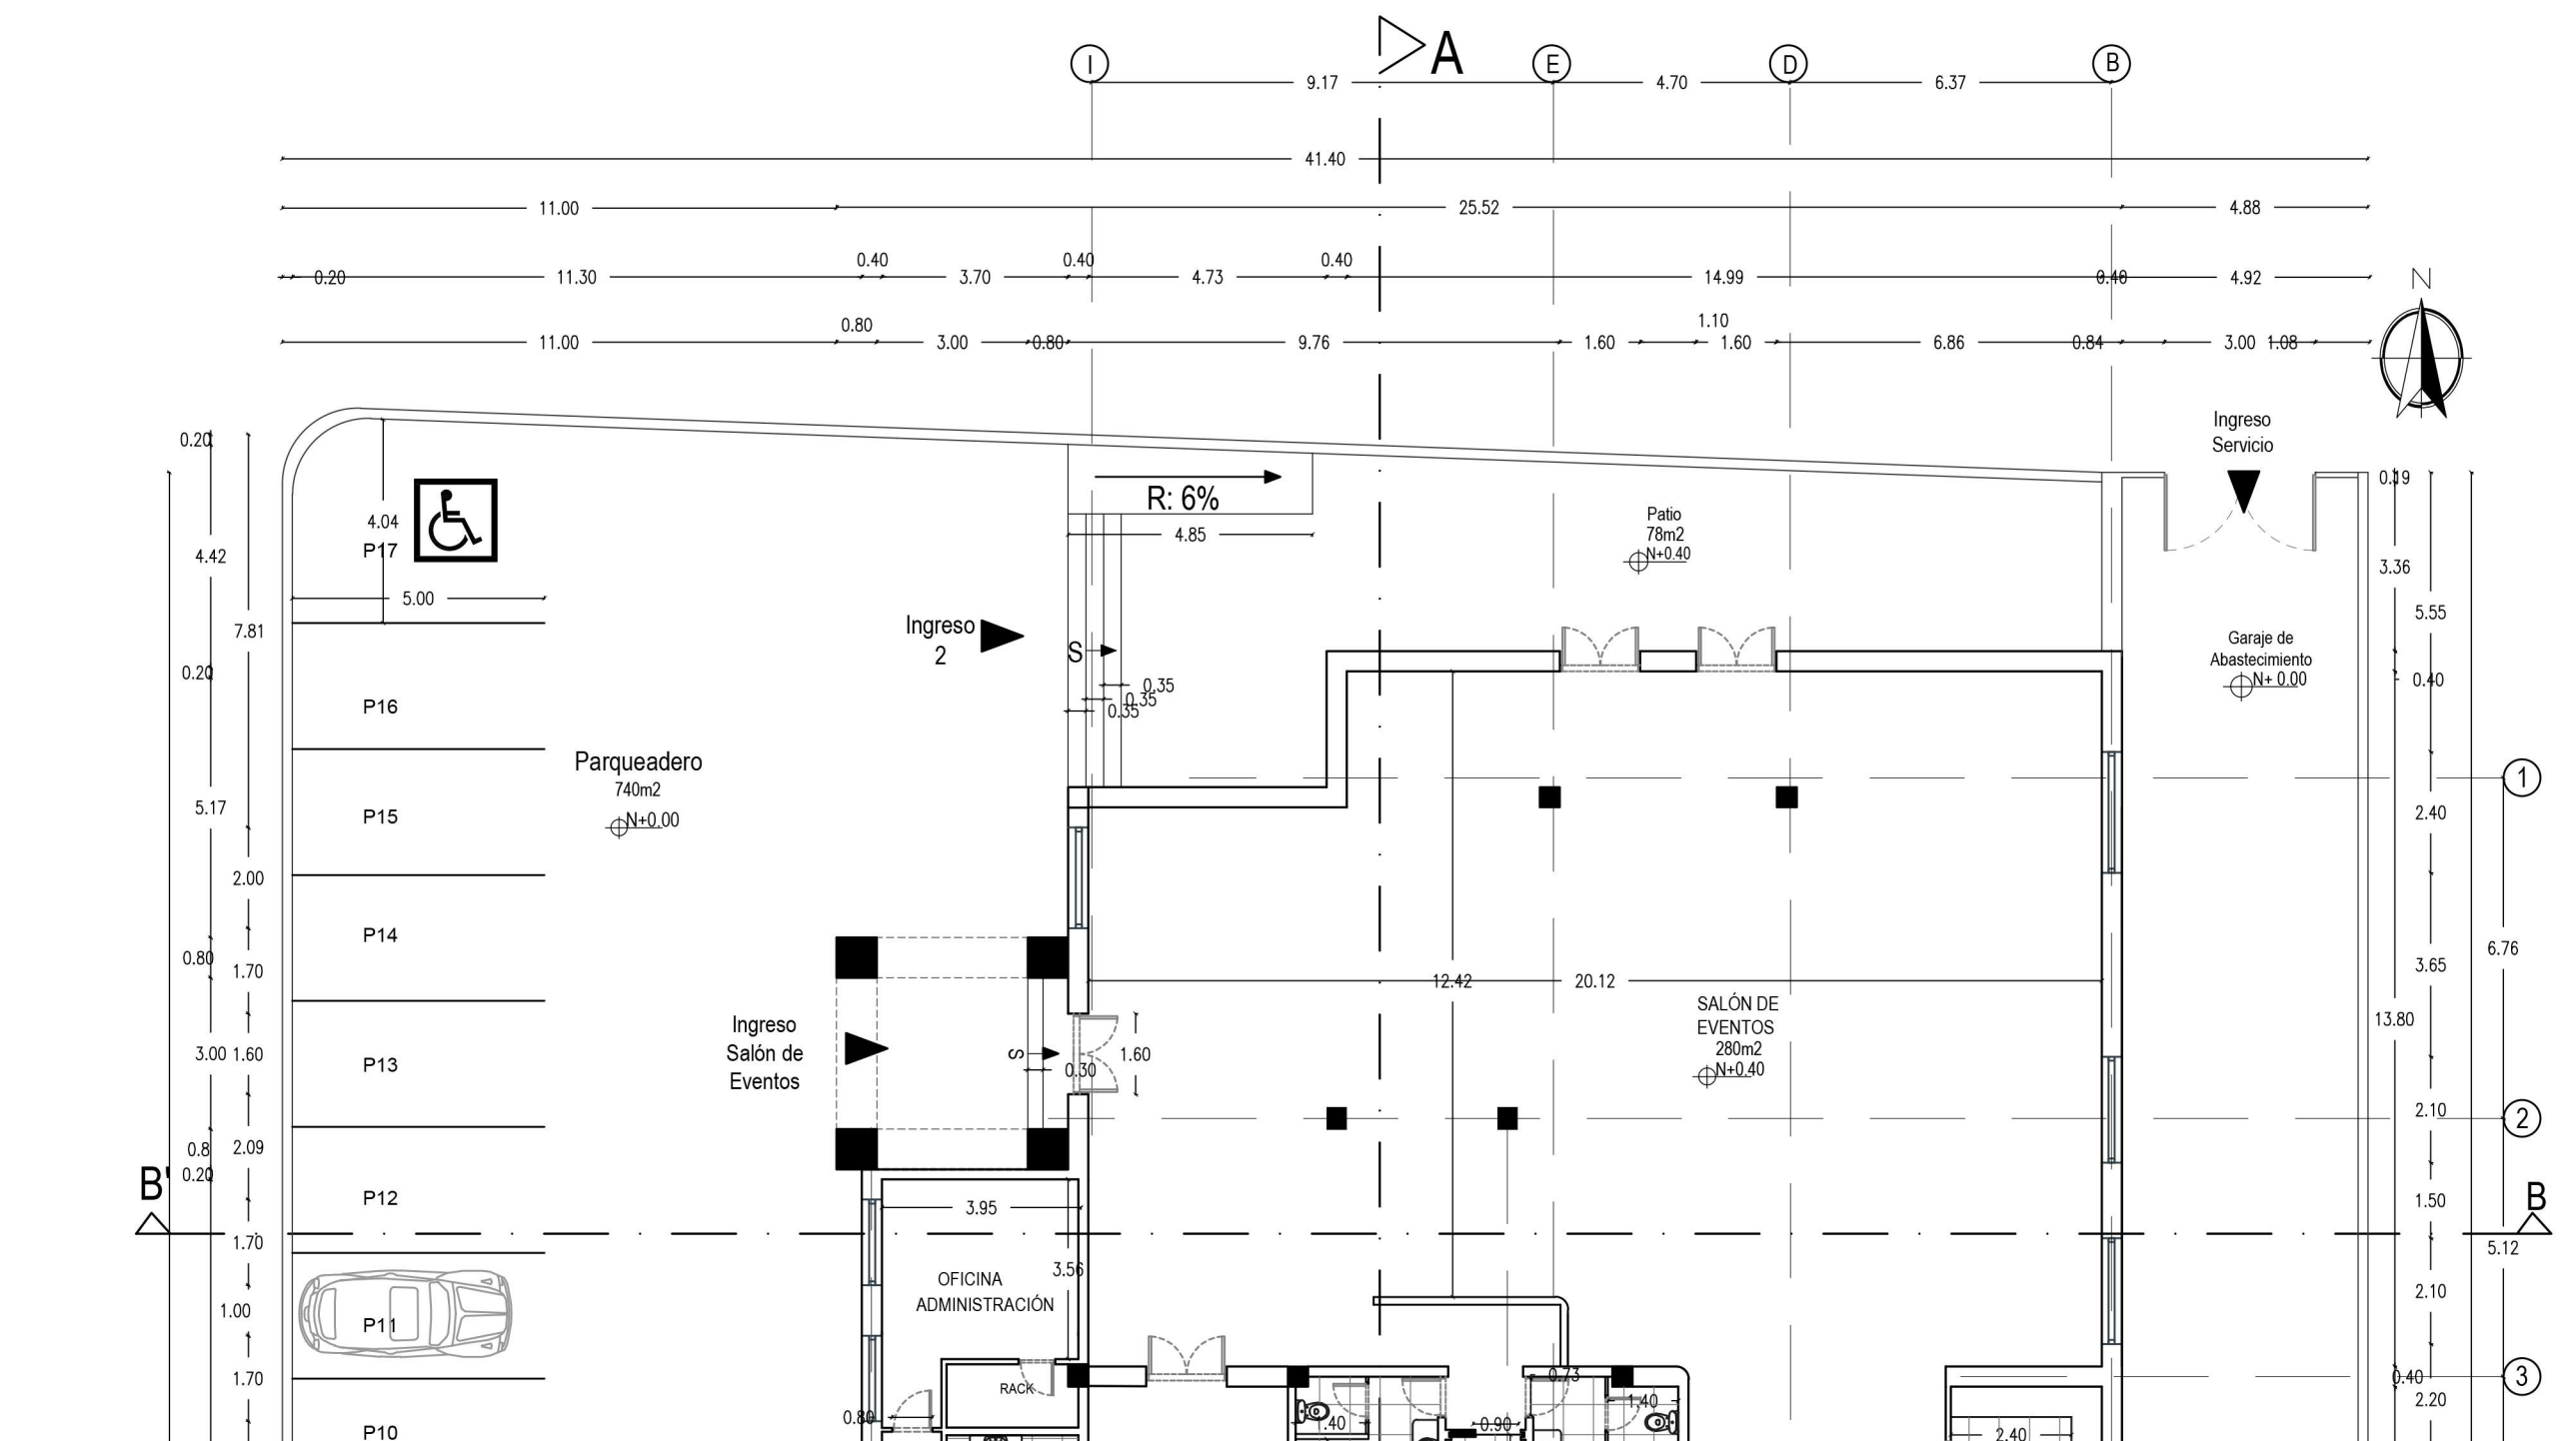 A
I
E
D
B
9.17
4.70
6.37
41.40
11.00
25.52
4.88
0.40
0.40
0.40
0.20
11.30
3.70
4.73
14.99
0.40
4.92
N
0.80
1.10
11.00
3.00
0.80
9.76
1.60
1.60
6.86
0.84
3.00
1.08
Ingreso
Servicio
0.20
4.42
7.81
0.20
5.17
2.00
0.80
1.70
3.00
1.60
0.8
2.09
0.20
B'
1.70
1.00
1.70
4.04
P17
5.00
P16
P15
P14
P13
P12
P11
P10
Parqueadero
740m2
N+0.00
Ingreso
2
R: 6%
4.85
S
0.35
0.35
0.35
Patio
78m2
N+0.40
Garaje de
Abastecimiento
N+ 0.00
Ingreso
Salón de
Eventos
S
0.30
1.60
12.42
20.12
SALÓN DE
EVENTOS
280m2
N+0.40
3.95
3.56
OFICINA
ADMINISTRACIÓN
RACK
0.80
.40
0.73
0.90
1.40
2.40
0.19
3.36
5.55
0.40
1
2.40
6.76
3.65
13.80
2.10
2
1.50
B
5.12
2.10
0.40
3
2.20